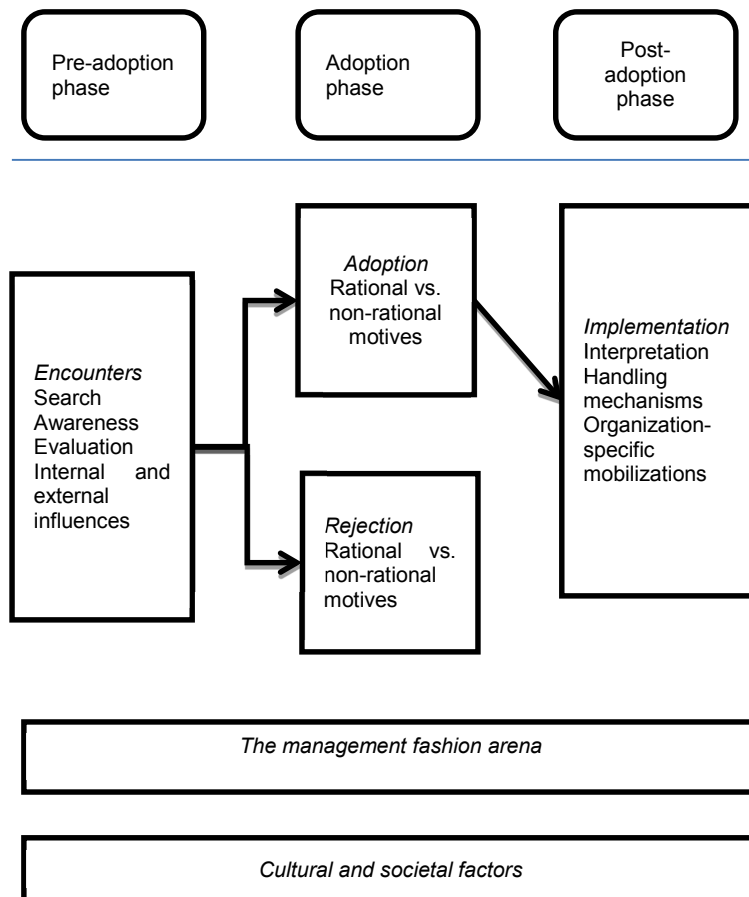 Pre-adoption
phase
Adoption
phase
Post-
adoption
phase
Encounters
Search
Awareness
Evaluation
Internal and
external
influences
Adoption
Rational vs.
non-rational
motives
Rejection
Rational vs.
non-rational
motives
Implementation
Interpretation
Handling
mechanisms
Organization-
specific
mobilizations
The management fashion arena
Cultural and societal factors